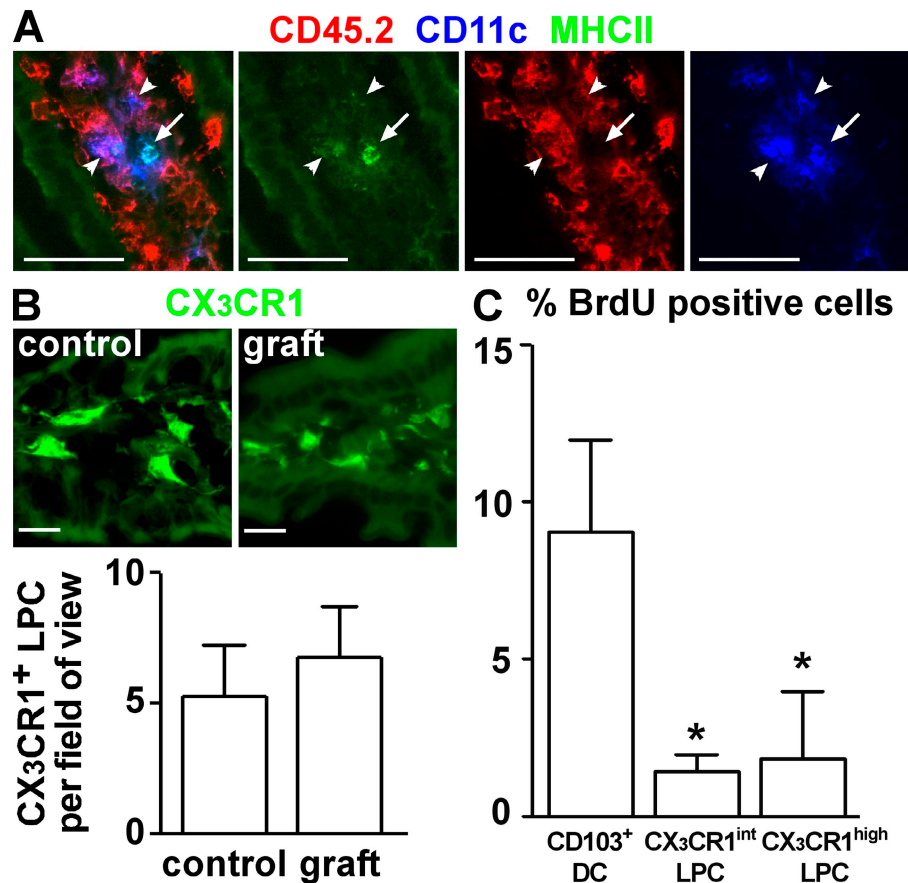 A
CD45.2 CD11c MHCII
B
CX₃CR1
control
graft
CX₃CR1⁺ LPC
per field of view
10
5
0
control graft
C
% BrdU positive cells
15
10
5
0
*
*
CD103⁺
DC
CX₃CR1ⁱⁿᵗ
LPC
CX₃CR1ʰⁱᵍʰ
LPC